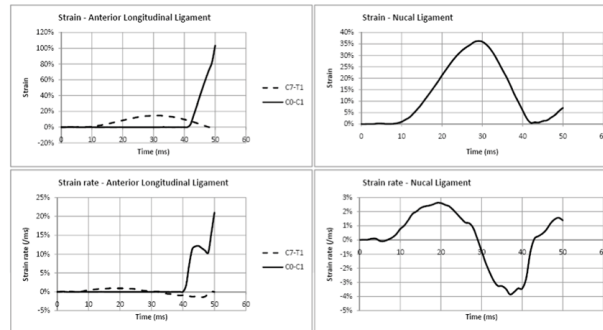 Strain - Anterior Longitudinal Ligament
120%
100%
80%
60%
40%
20%
0%
-20%
Strain
0 10 20 30 40 50 60
Time (ms)
C7-T1
C0-C1
Strain - Nucal Ligament
40%
35%
30%
25%
20%
15%
10%
5%
0%
Strain
0 10 20 30 40 50 60
Time (ms)
Strain rate - Anterior Longitudinal Ligament
25%
20%
15%
10%
5%
0%
-5%
Strain rate (/ms)
0 10 20 30 40 50 60
Time (ms)
C7-T1
C0-C1
Strain rate - Nucal Ligament
3%
2%
1%
0%
-1%
-2%
-3%
-4%
-5%
Strain rate (/ms)
0 10 20 30 40 50 60
Time (ms)